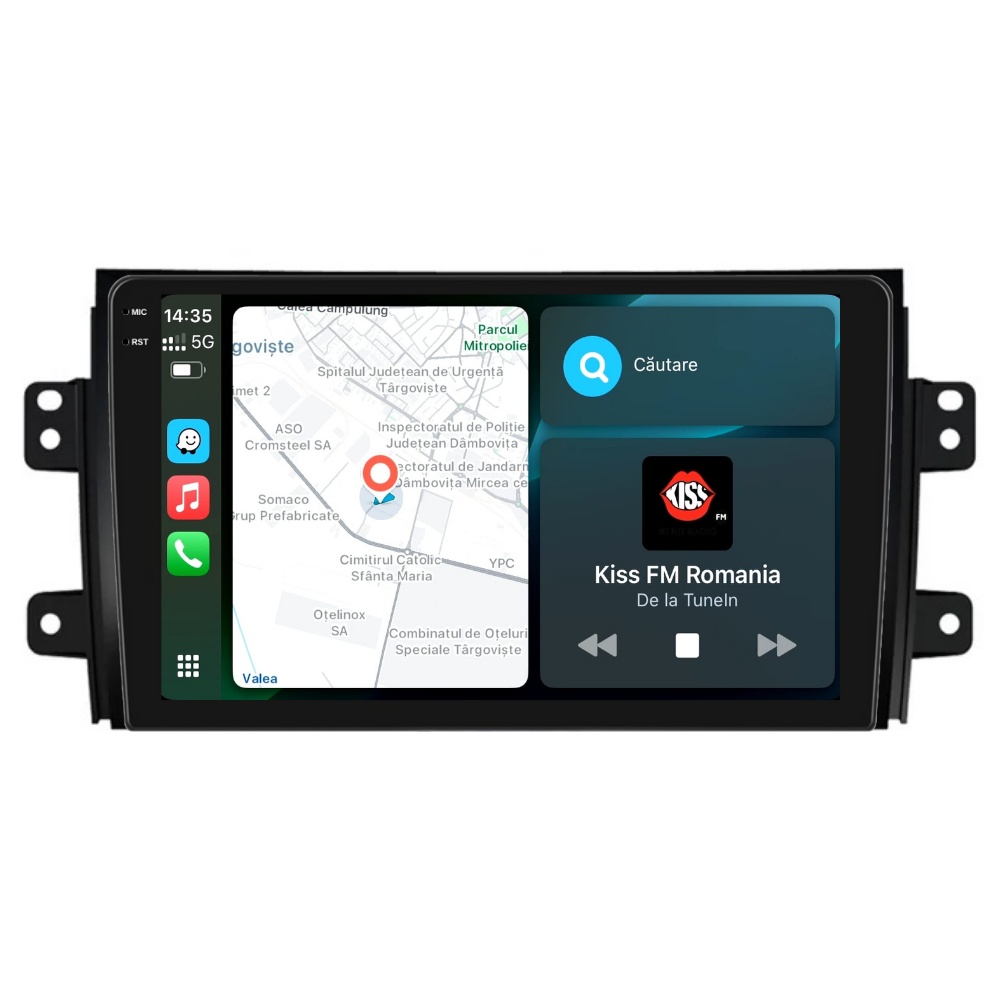 MIC
RST
14:35
5G
Calea Câmpulung
goviște
Parcul
Mitropoliei
Spitalul Județean de Urgență
Târgoviște
imet 2
ASO
Cromsteel SA
Inspectoratul de Poliție
Județean Dâmbovița
ectoratul de Jandarm
Dâmbovița Mircea ce
Somaco
Grup Prefabricate
Cimitirul Catolic
Sfânta Maria
YPC
Oțelinox
SA
Combinatul de Oțeluri
Speciale Târgoviște
Valea
Căutare
KISS
FM
Kiss FM Romania
De la TuneIn